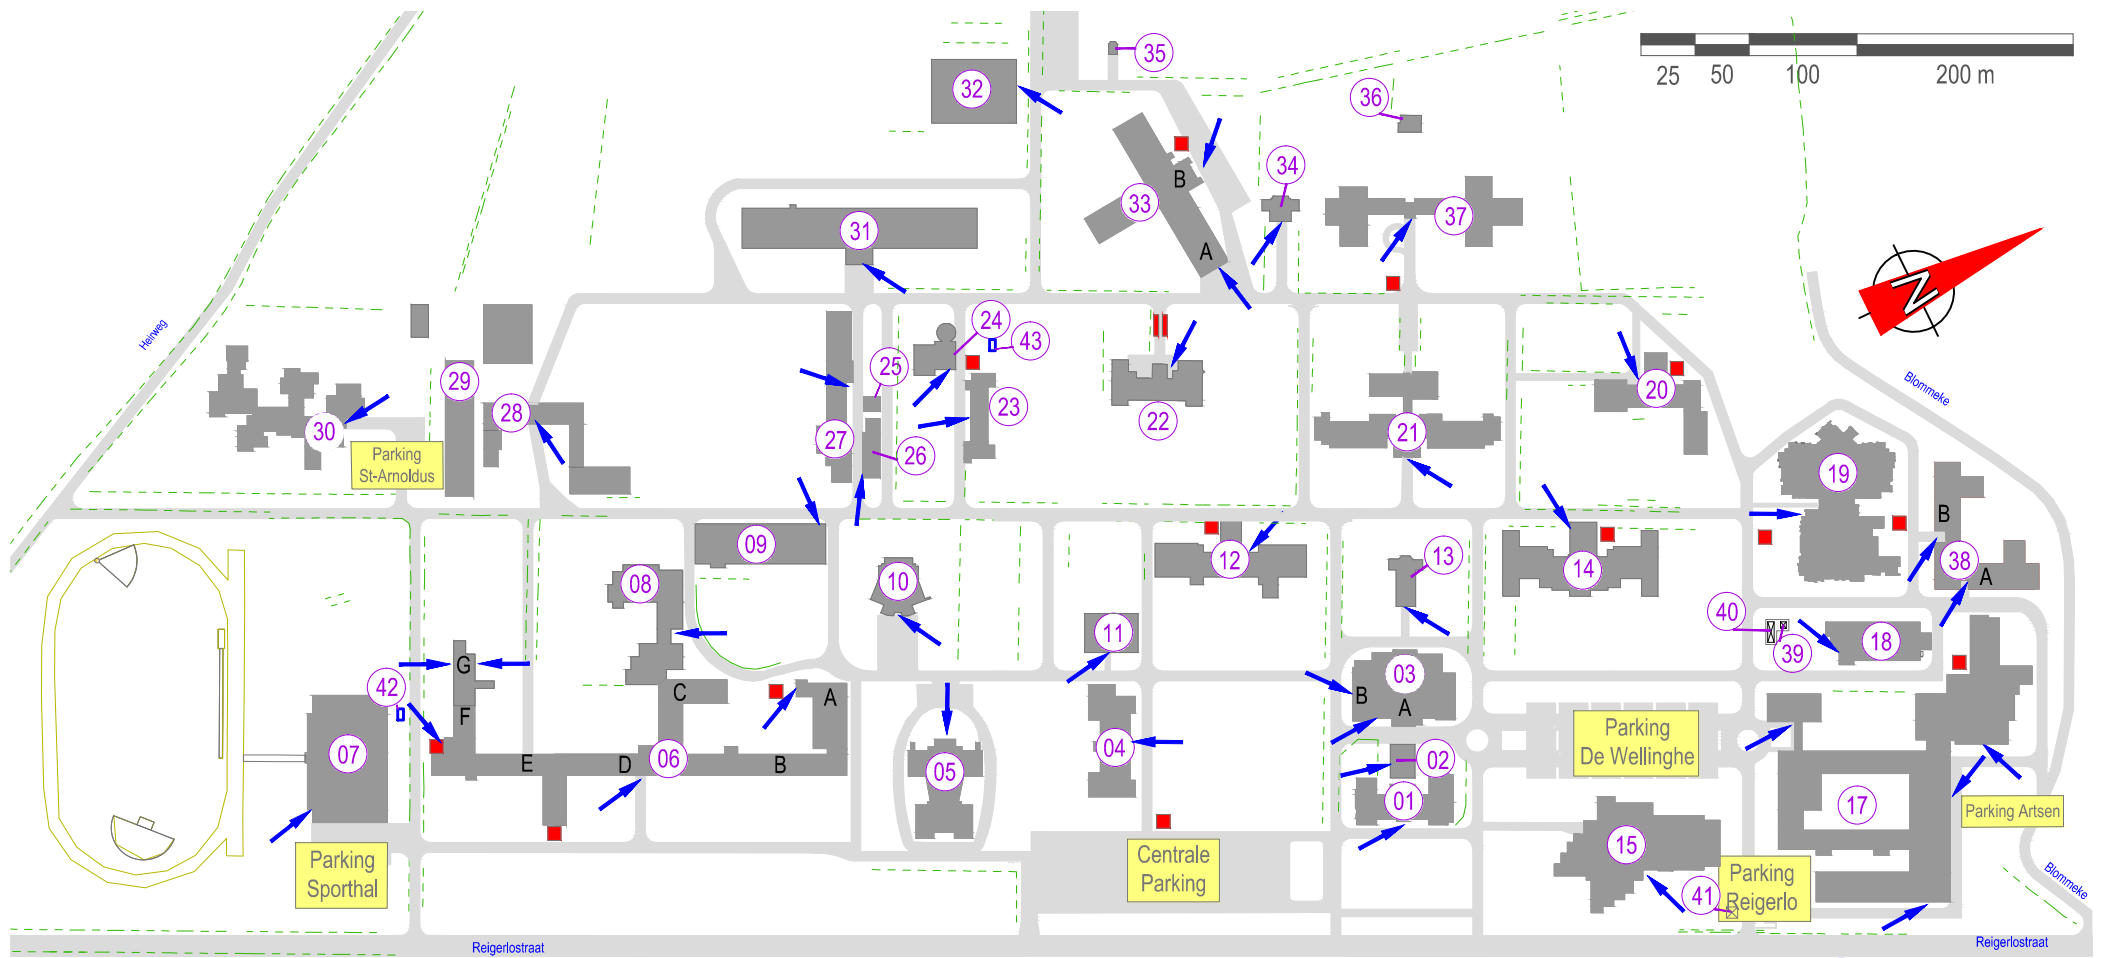 35
32
36
25 50 100 200 m
34
B
33
37
31
A
N
24
43
Heirweg
25
29
20
Blommeke
23
28
22
30
27
21
Parking
St-Arnoldus
26
19
B
09
13
12
38
14
A
10
08
40
11
18
39
G
03
42
C
A
B
A
F
Parking
De Wellinghe
04
07
06
02
E
D
B
05
01
17
Parking Artsen
15
Centrale
Parking
Parking
Sporthal
Parking
Reigerlo
41
Blommeke
Reigerlostraat
Reigerlostraat